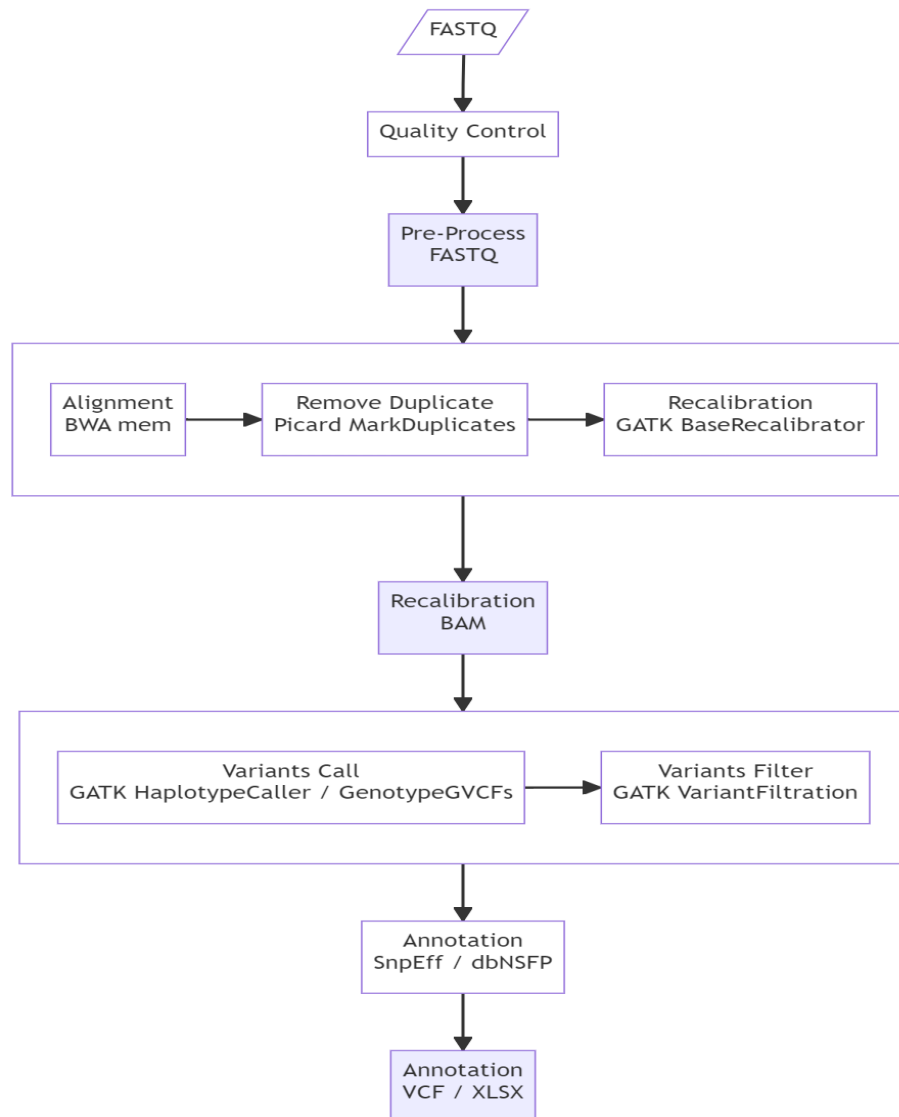 FASTQ
Quality Control
Pre-Process
FASTQ
Alignment
BWA mem
Remove Duplicate
Picard MarkDuplicates
Recalibration
GATK BaseRecalibrator
Recalibration
BAM
Variants Call
GATK HaplotypeCaller / GenotypeGVCFs
Variants Filter
GATK VariantFiltration
Annotation
SnpEff / dbNSFP
Annotation
VCF / XLSX